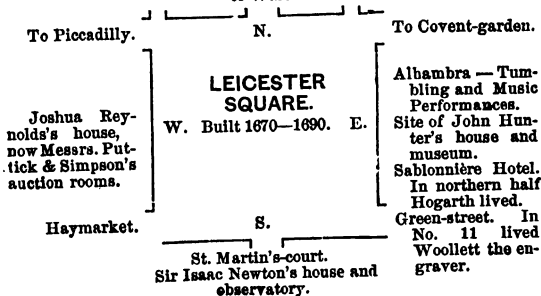 To Piccadilly.
N.
To Covent-garden.
LEICESTER
SQUARE.
W. Built 1670—1690. E.
Joshua Rey-
nolds's house,
now Messrs. Put-
tick & Simpson's
auction rooms.
Haymarket.
Alhambra — Tum-
bling and Music
Performances.
Site of John Hun-
ter's house and
museum.
Sablonnière Hotel.
In northern half
Hogarth lived.
Green-street. In
No. 11 lived
Woollett the en-
graver.
S.
St. Martin's-court.
Sir Isaac Newton's house and
observatory.